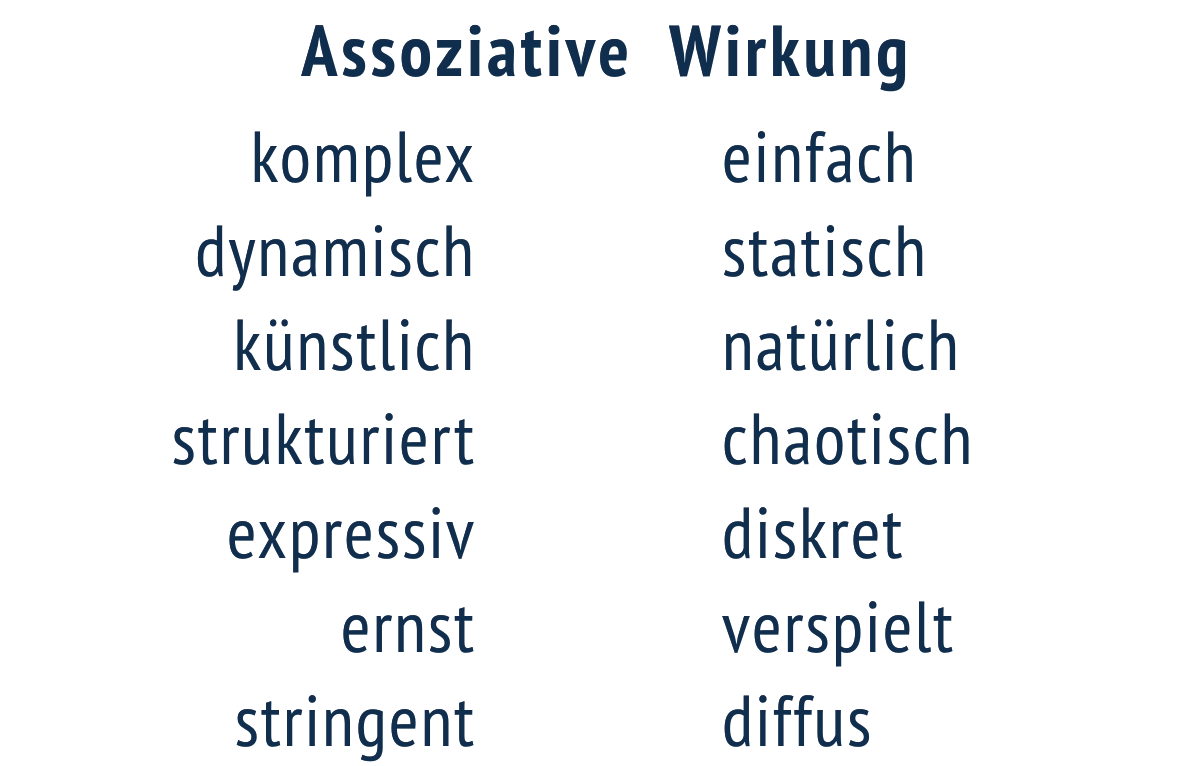 Assoziative Wirkung
komplex einfach
dynamisch statisch
künstlich natürlich
strukturiert chaotisch
expressiv diskret
ernst verspielt
stringent diffus